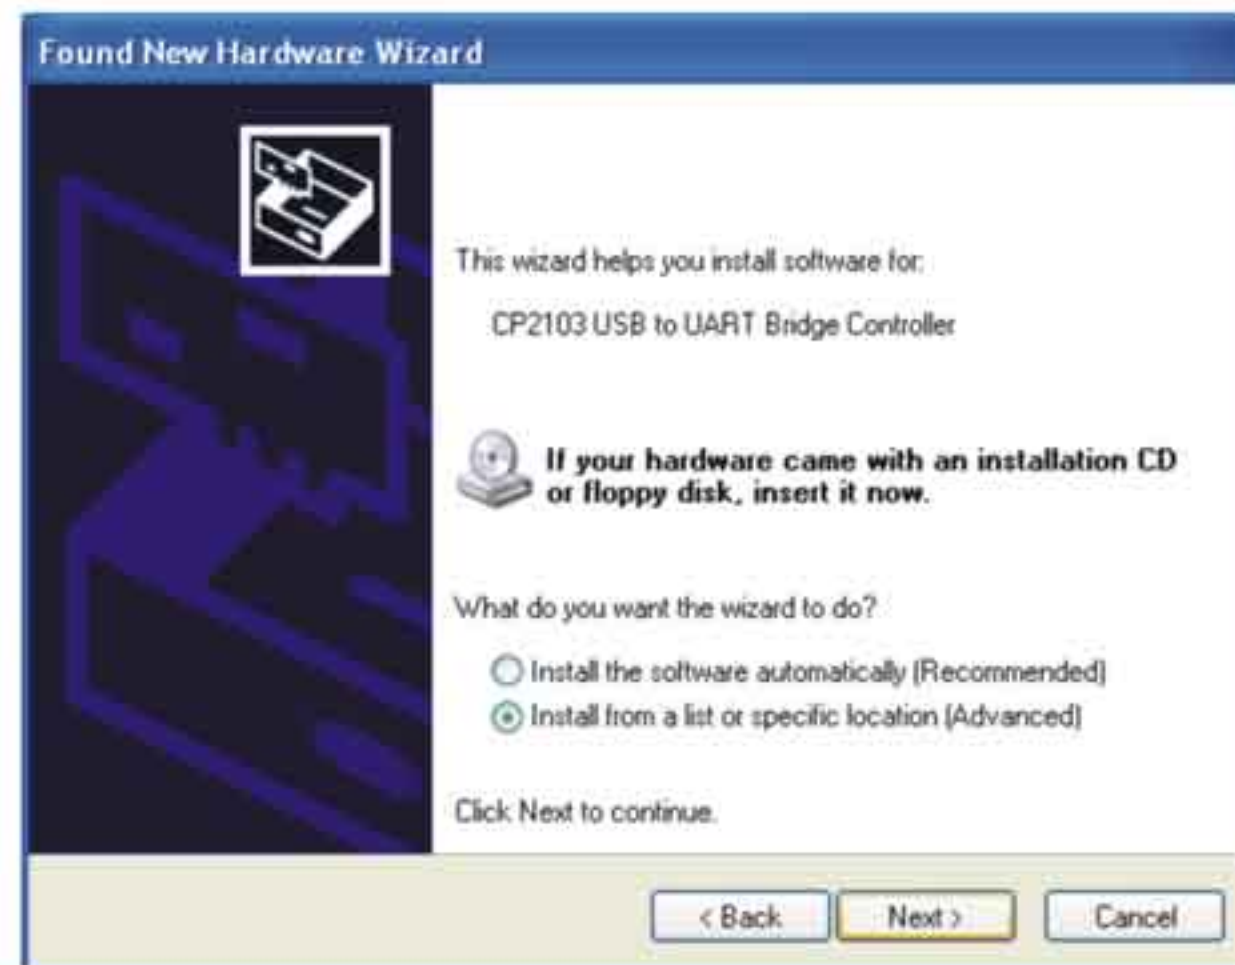 Found New Hardware Wizard
This wizard helps you install software for:
CP2103 USB to UART Bridge Controller
If your hardware came with an installation CD
or floppy disk, insert it now.
What do you want the wizard to do?
Install the software automatically (Recommended)
Install from a list or specific location (Advanced)
Click Next to continue.
< Back Next > Cancel